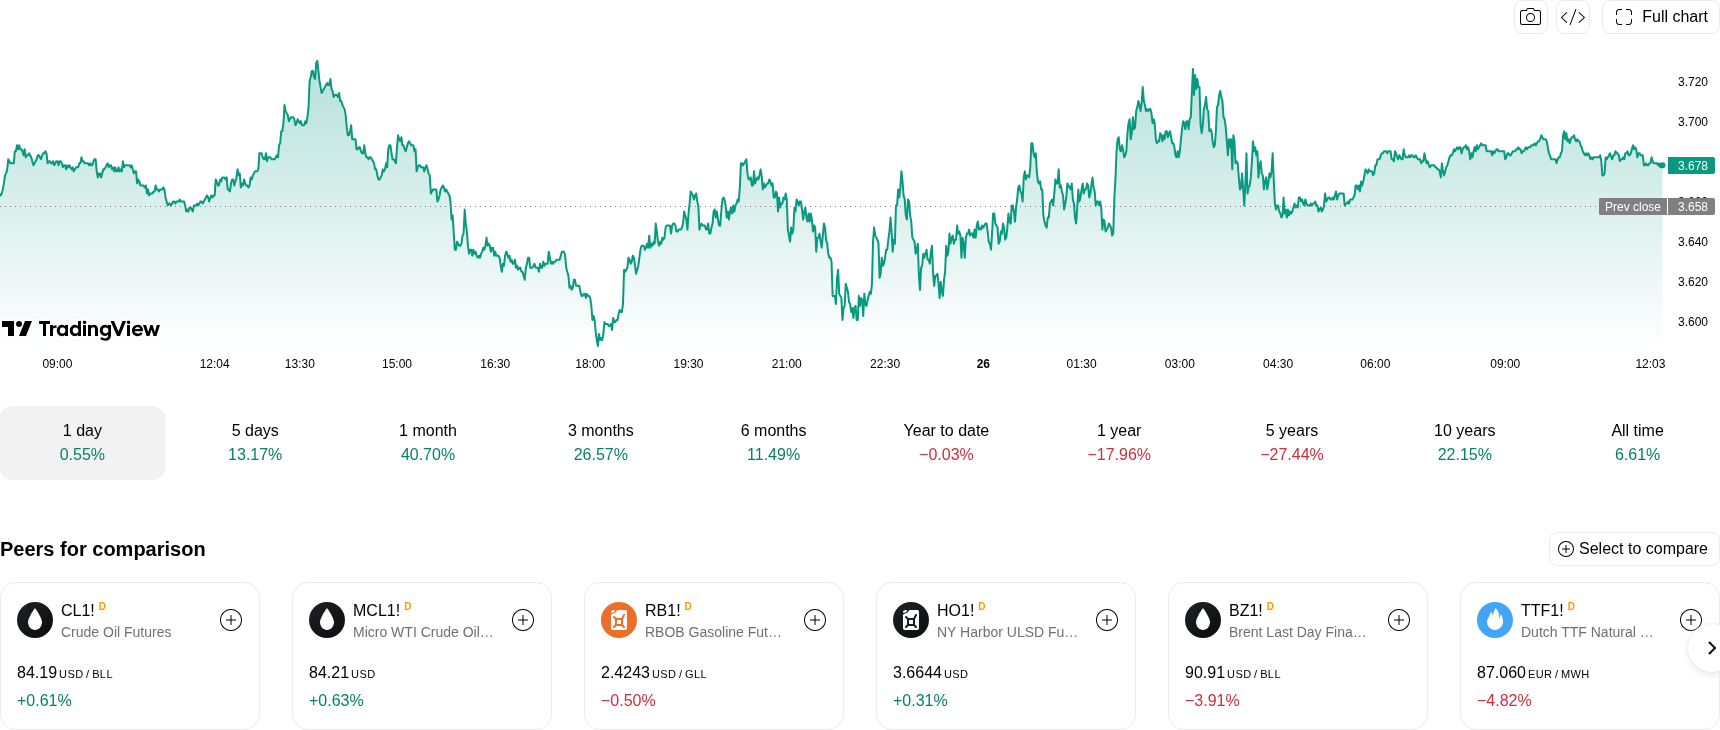 </> Full chart
3.720
3.700
3.678
Prev close 3.658
3.640
3.620
3.600
TradingView
09:00 12:04 13:30 15:00 16:30 18:00 19:30 21:00 22:30 26 01:30 03:00 04:30 06:00 09:00 12:03
1 day 5 days 1 month 3 months 6 months Year to date 1 year 5 years 10 years All time
0.55% 13.17% 40.70% 26.57% 11.49% −0.03% −17.96% −27.44% 22.15% 6.61%
Peers for comparison Select to compare
CL1! D MCL1! D RB1! D HO1! D BZ1! D TTF1! D
Crude Oil Futures Micro WTI Crude Oil… RBOB Gasoline Fut… NY Harbor ULSD Fu… Brent Last Day Fina… Dutch TTF Natural …
84.19 USD / BLL 84.21 USD 2.4243 USD / GLL 3.6644 USD 90.91 USD / BLL 87.060 EUR / MWH
+0.61% +0.63% −0.50% +0.31% −3.91% −4.82%